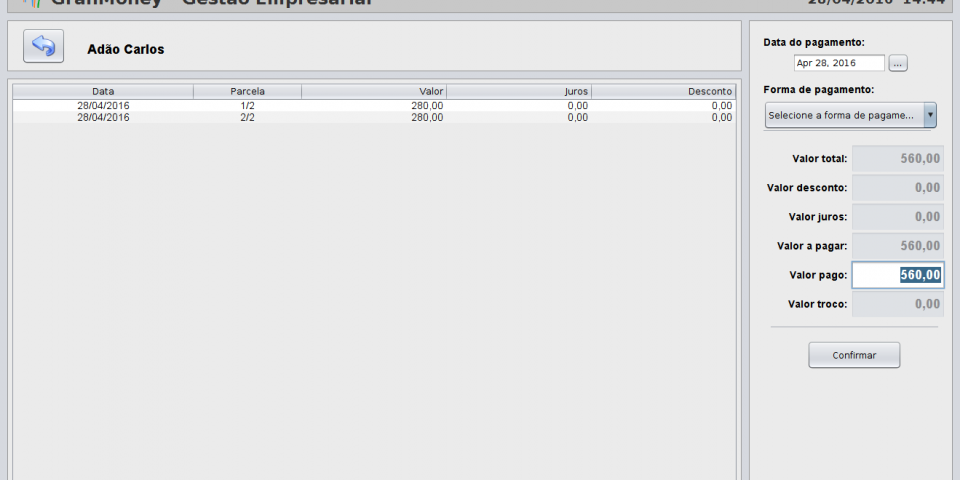 GranMoney - Gestão Empresarial
28/04/2016 14:44
Adão Carlos
Data Parcela Valor Juros Desconto
28/04/2016 1/2 280,00 0,00 0,00
28/04/2016 2/2 280,00 0,00 0,00
Data do pagamento:
Apr 28, 2016 ...
Forma de pagamento:
Selecione a forma de pagame...
Valor total: 560,00
Valor desconto: 0,00
Valor juros: 0,00
Valor a pagar: 560,00
Valor pago: 560,00
Valor troco: 0,00
Confirmar